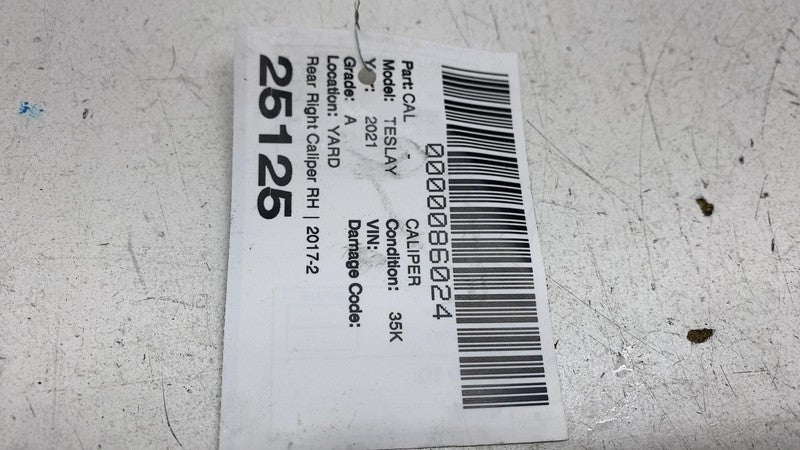 0000086024
Part: CAL - CALIPER
Model: TESLAY Condition: 35K
Year: 2021 VIN:
Grade: A Damage Code:
Location: YARD
Rear Right Caliper RH | 2017-2
25125